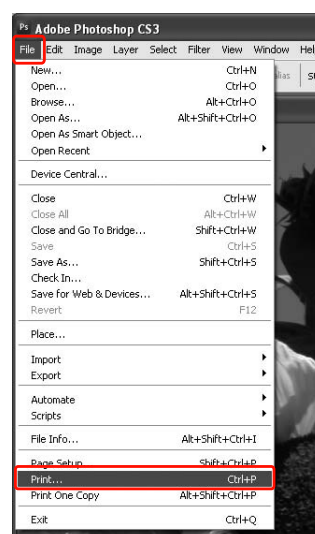 Ps Adobe Photoshop CS3
File Edit Image Layer Select Filter View Window Hel
New... Ctrl+N
Open... Ctrl+O
Browse... Alt+Ctrl+O
Open As... Alt+Shift+Ctrl+O
Open As Smart Object...
Open Recent
Device Central...
Close Ctrl+W
Close All Alt+Ctrl+W
Close and Go To Bridge... Shift+Ctrl+W
Save Ctrl+S
Save As... Shift+Ctrl+S
Check In...
Save for Web & Devices... Alt+Shift+Ctrl+S
Revert F12
Place...
Import
Export
Automate
Scripts
File Info... Alt+Shift+Ctrl+I
Page Setup Shift+Ctrl+P
Print... Ctrl+P
Print One Copy Alt+Shift+Ctrl+P
Exit Ctrl+Q